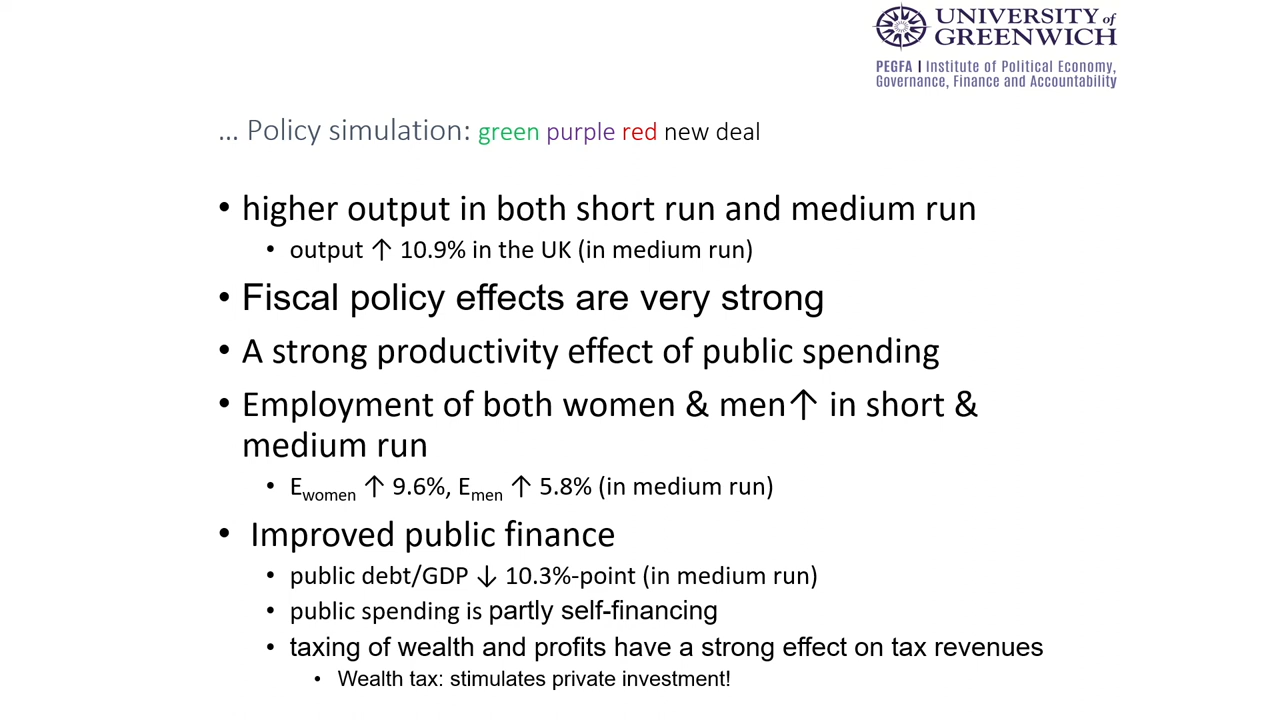 UNIVERSITY of
GREENWICH
PEGFA | Institute of Political Economy,
Governance, Finance and Accountability
... Policy simulation: green purple red new deal
• higher output in both short run and medium run
• output ↑ 10.9% in the UK (in medium run)
• Fiscal policy effects are very strong
• A strong productivity effect of public spending
• Employment of both women & men↑ in short &
medium run
• Ewomen ↑ 9.6%, Emen ↑ 5.8% (in medium run)
• Improved public finance
• public debt/GDP ↓ 10.3%-point (in medium run)
• public spending is partly self-financing
• taxing of wealth and profits have a strong effect on tax revenues
• Wealth tax: stimulates private investment!